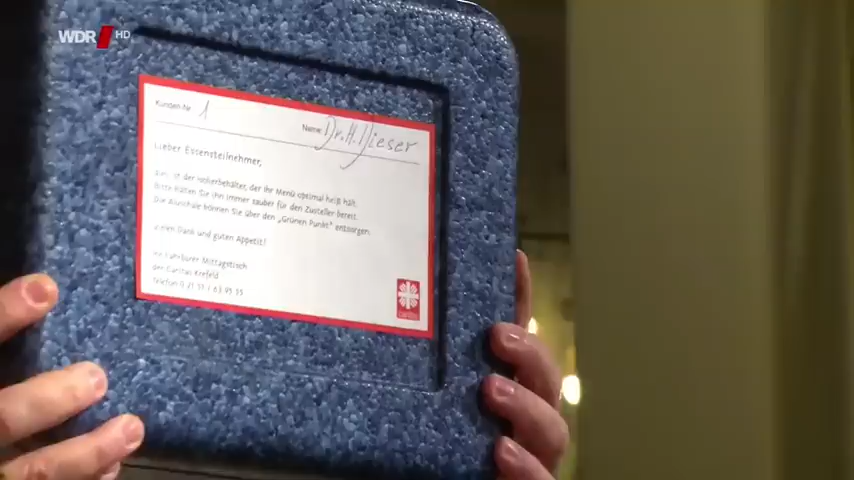 WDR HD
Kunden Nr. 1
Name: Dr. H. Dieser
Lieber Essensteilnehmer,
dies ist der Isolierbehälter, der Ihr Menü optimal heiß hält.
Bitte halten Sie ihn immer sauber für den Zusteller bereit.
Die Aluschale können Sie über den „Grünen Punkt" entsorgen.
Vielen Dank und guten Appetit!
Ihr Fahrbarer Mittagstisch
der Caritas Krefeld
Telefon 0 21 51 / 63 95 55
caritas